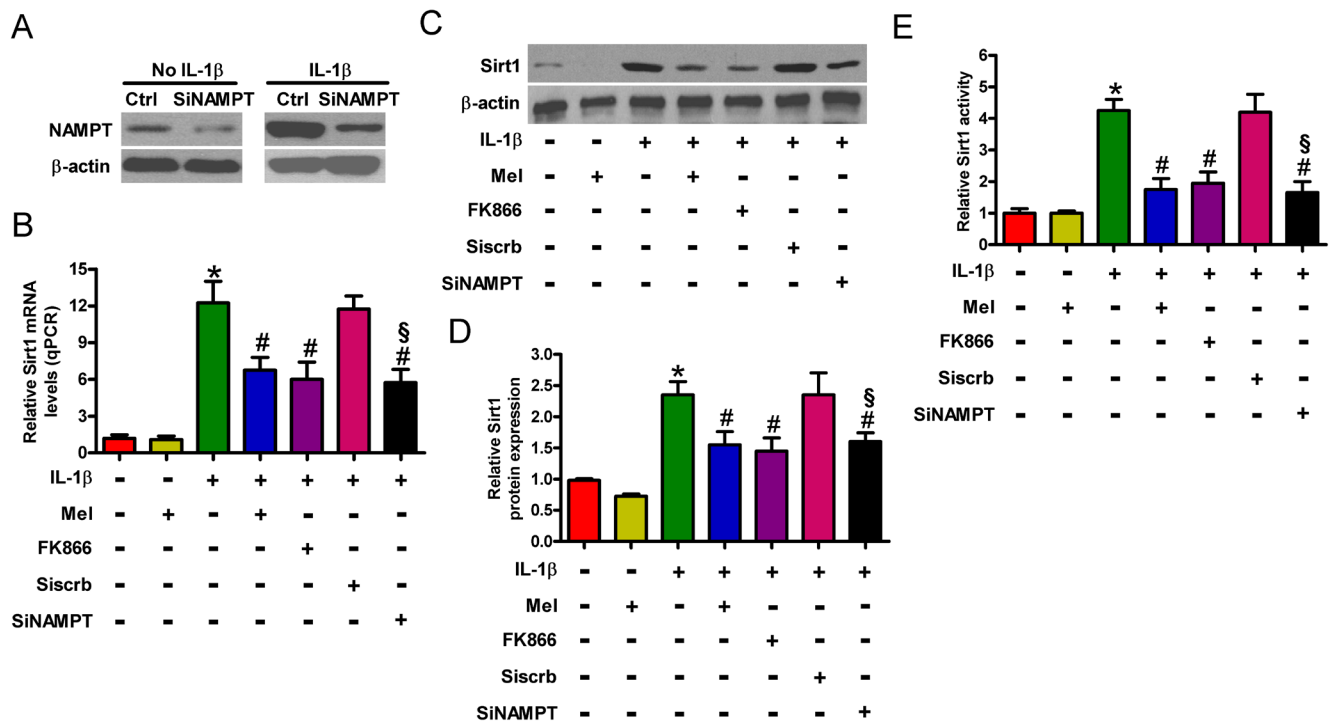 A
No IL-1β IL-1β
Ctrl SiNAMPT Ctrl SiNAMPT
NAMPT
β-actin
B
Relative Sirt1 mRNA
levels (qPCR)
15
12
9
6
3
0
* # # § #
IL-1β - - + + + + +
Mel - + - + - - -
FK866 - - - - + - -
Siscrb - - - - - + -
SiNAMPT - - - - - - +
C
Sirt1
β-actin
IL-1β - - + + + + +
Mel - + - + - - -
FK866 - - - - + - -
Siscrb - - - - - + -
SiNAMPT - - - - - - +
D
Relative Sirt1
protein expression
3.0
2.5
2.0
1.5
1.0
0.5
0.0
* # # § #
IL-1β - - + + + + +
Mel - + - + - - -
FK866 - - - - + - -
Siscrb - - - - - + -
SiNAMPT - - - - - - +
E
Relative Sirt1 activity
6
5
4
3
2
1
0
* # # § #
IL-1β - - + + + + +
Mel - + - + - - -
FK866 - - - - + - -
Siscrb - - - - - + -
SiNAMPT - - - - - - +